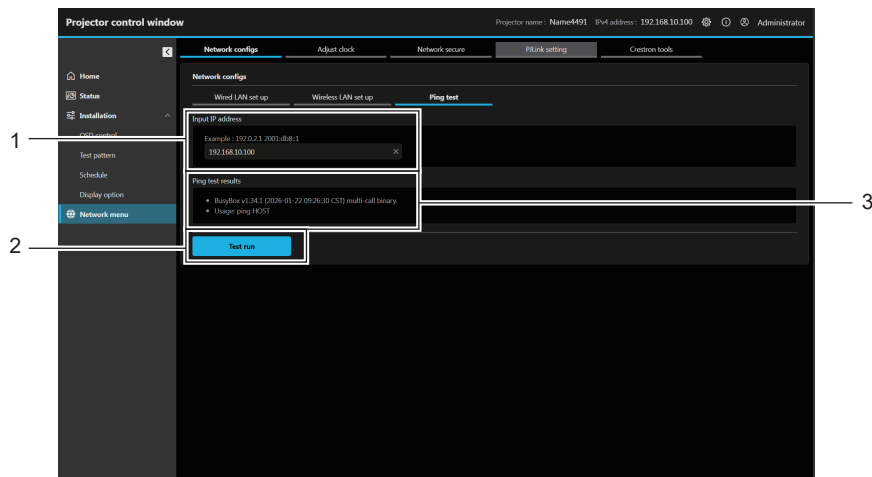 Projector control window
Projector name : Name4491 IPv4 address : 192.168.10.100 Administrator
Network configs Adjust clock Network secure PJLink setting Crestron tools
Home
Status
Installation
OSD control
Test pattern
Schedule
Display option
Network menu
Network configs
Wired LAN set up Wireless LAN set up Ping test
Input IP address
Example : 192.0.2.1 2001:db8::1
192.168.10.100 ×
Ping test results
• BusyBox v1.34.1 (2026-01-22 09:26:30 CST) multi-call binary.
• Usage: ping HOST
Test run
1
2
3